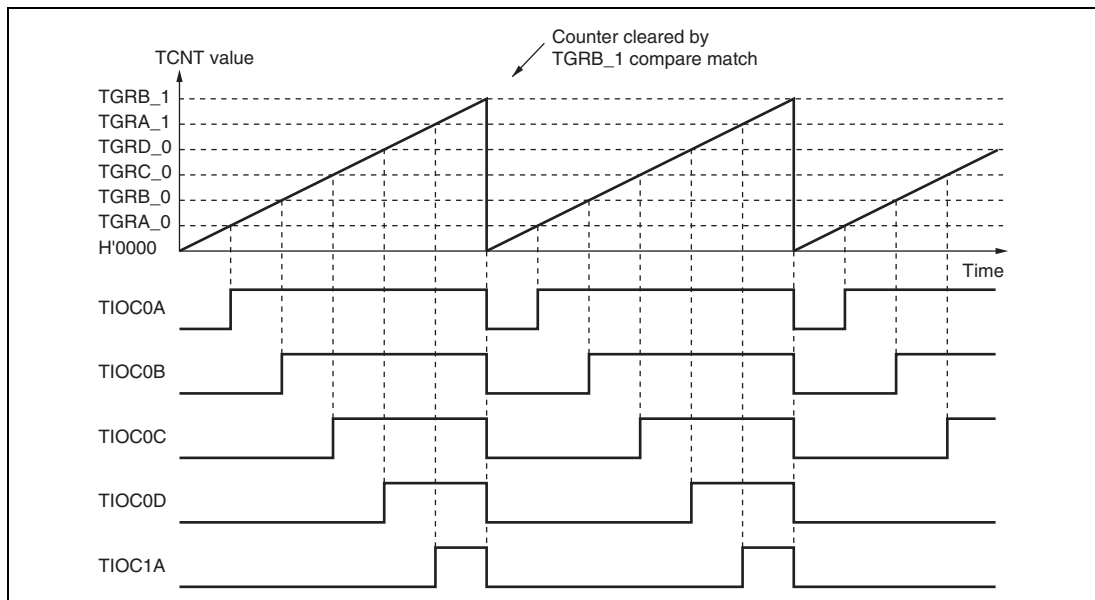 Counter cleared by
TGRB_1 compare match
TCNT value
TGRB_1
TGRA_1
TGRD_0
TGRC_0
TGRB_0
TGRA_0
H'0000
Time
TIOC0A
TIOC0B
TIOC0C
TIOC0D
TIOC1A